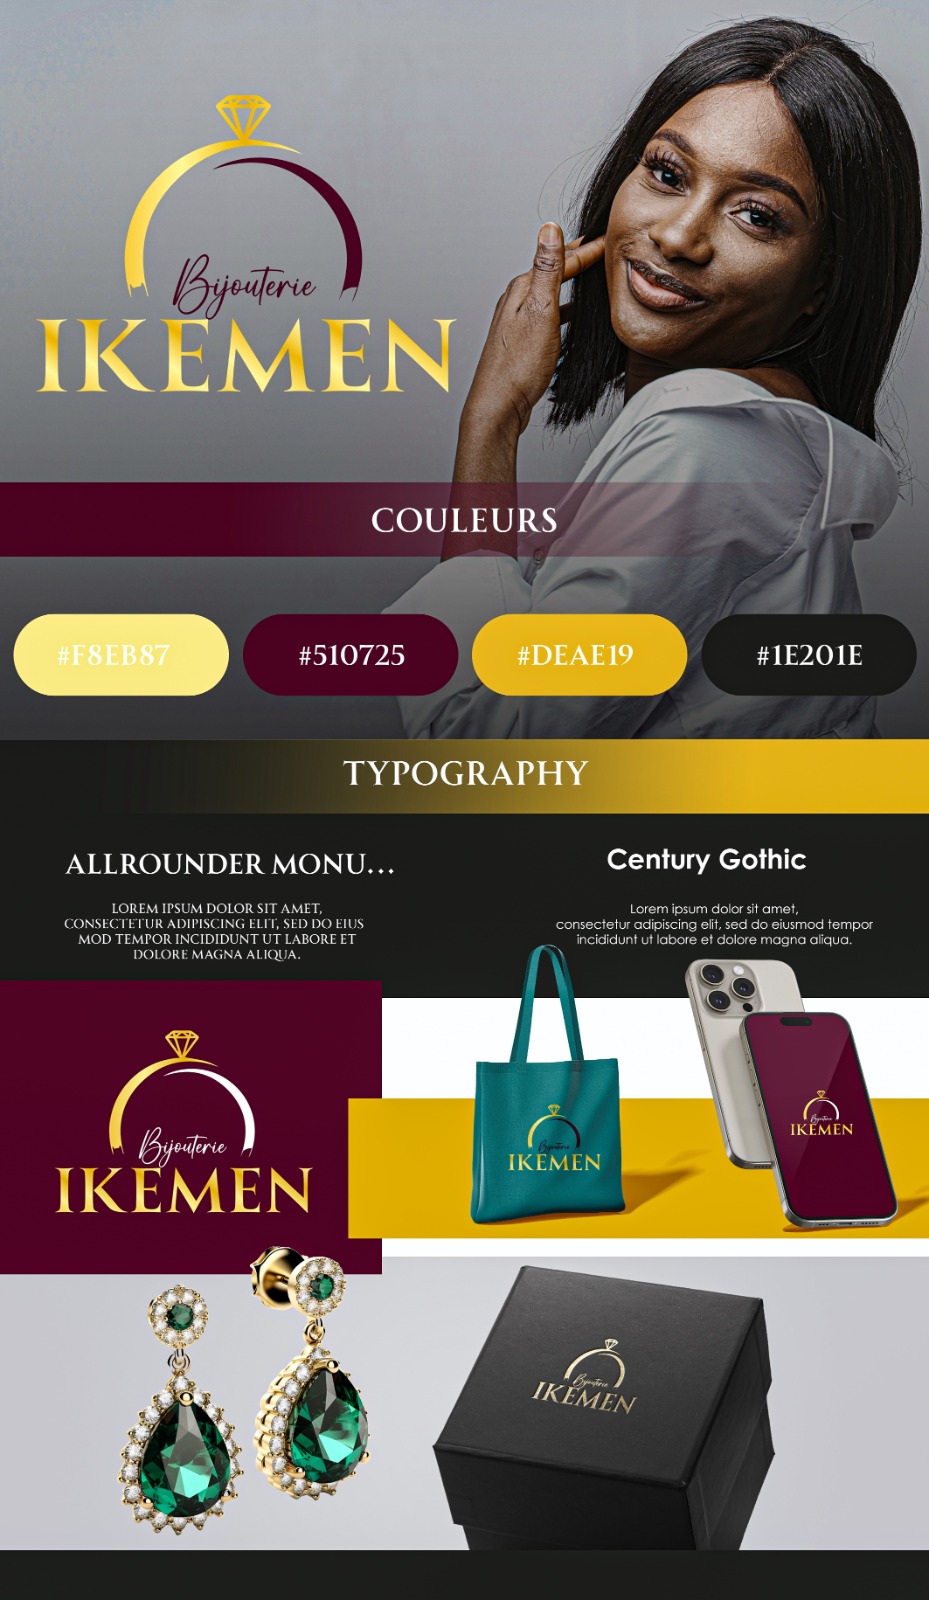 Bijouterie
IKEMEN
COULEURS
#F8EB87
#510725
#DEAE19
#1E201E
TYPOGRAPHY
ALLROUNDER MONU...
LOREM IPSUM DOLOR SIT AMET,
CONSECTETUR ADIPISCING ELIT, SED DO EIUS
MOD TEMPOR INCIDIDUNT UT LABORE ET
DOLORE MAGNA ALIQUA.
Century Gothic
Lorem ipsum dolor sit amet,
consectetur adipiscing elit, sed do eiusmod tempor
incididunt ut labore et dolore magna aliqua.
Bijouterie
IKEMEN
Bijouterie
IKEMEN
Bijouterie
IKEMEN
Bijouterie
IKEMEN